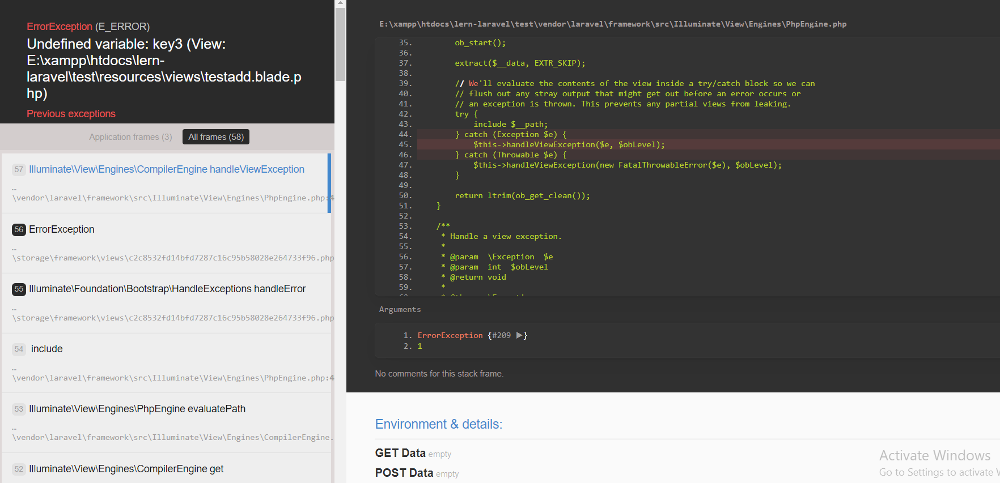 ErrorException (E_ERROR)
Undefined variable: key3 (View:
E:\xampp\htdocs\lern-
laravel\test\resources\views\testadd.blade.p
hp)
Previous exceptions
Application frames (3)
All frames (58)
57 Illuminate\View\Engines\CompilerEngine handleViewException
…
\vendor\laravel\framework\src\Illuminate\View\Engines\PhpEngine.php:4
56 ErrorException
…
\storage\framework\views\c2c8532fd14bfd7287c16c95b58028e264733f96.php
55 Illuminate\Foundation\Bootstrap\HandleExceptions handleError
…
\storage\framework\views\c2c8532fd14bfd7287c16c95b58028e264733f96.php
54 include
…
\vendor\laravel\framework\src\Illuminate\View\Engines\PhpEngine.php:4
53 Illuminate\View\Engines\PhpEngine evaluatePath
…
\vendor\laravel\framework\src\Illuminate\View\Engines\CompilerEngine.
52 Illuminate\View\Engines\CompilerEngine get
E:\xampp\htdocs\lern-laravel\test\vendor\laravel\framework\src\Illuminate\View\Engines\PhpEngine.php
35.         ob_start();
36.
37.         extract($__data, EXTR_SKIP);
38.
39.         // We'll evaluate the contents of the view inside a try/catch block so we can
40.         // flush out any stray output that might get out before an error occurs or
41.         // an exception is thrown. This prevents any partial views from leaking.
42.         try {
43.             include $__path;
44.         } catch (Exception $e) {
45.             $this->handleViewException($e, $obLevel);
46.         } catch (Throwable $e) {
47.             $this->handleViewException(new FatalThrowableError($e), $obLevel);
48.         }
49.
50.         return ltrim(ob_get_clean());
51.     }
52.
53.     /**
54.      * Handle a view exception.
55.      *
56.      * @param  \Exception  $e
57.      * @param  int  $obLevel
58.      * @return void
59.      *
Arguments
1. ErrorException {#209 ▶}
2. 1
No comments for this stack frame.
Environment & details:
GET Data empty
POST Data empty
Activate Windows
Go to Settings to activate